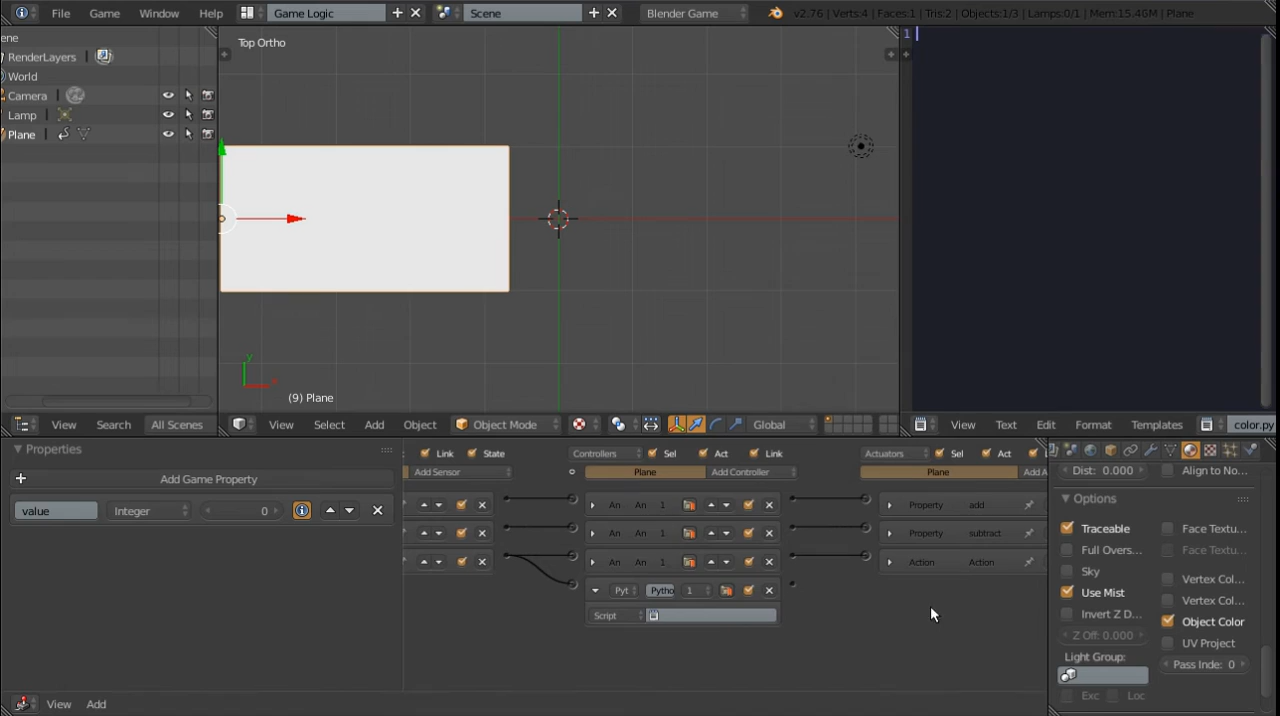 File Game Window Help Game Logic Scene Blender Game v2.76 | Verts:4 | Faces:1 | Tris:2 | Objects:1/3 | Lamps:0/1 | Mem:15.46M | Plane
ene
RenderLayers
World
Camera
Lamp
Plane
Top Ortho
1
y
(9) Plane
View Search All Scenes
View Select Add Object Object Mode Global
View Text Edit Format Templates color.py
Properties
Add Game Property
value Integer 0
Link State
Add Sensor
Controllers Sel Act Link
Plane Add Controller
An An 1
An An 1
An An 1
Pyt Pytho 1
Script
Actuators Sel Act L
Plane Add A
Property add
Property subtract
Action Action
Dist: 0.000 Align to No...
Options
Traceable Face Textu...
Full Overs... Face Textu...
Sky Vertex Col...
Use Mist Vertex Col...
Invert Z D... Object Color
Z Off: 0.000 UV Project
Light Group: Pass Inde: 0
Exc Loc
View Add